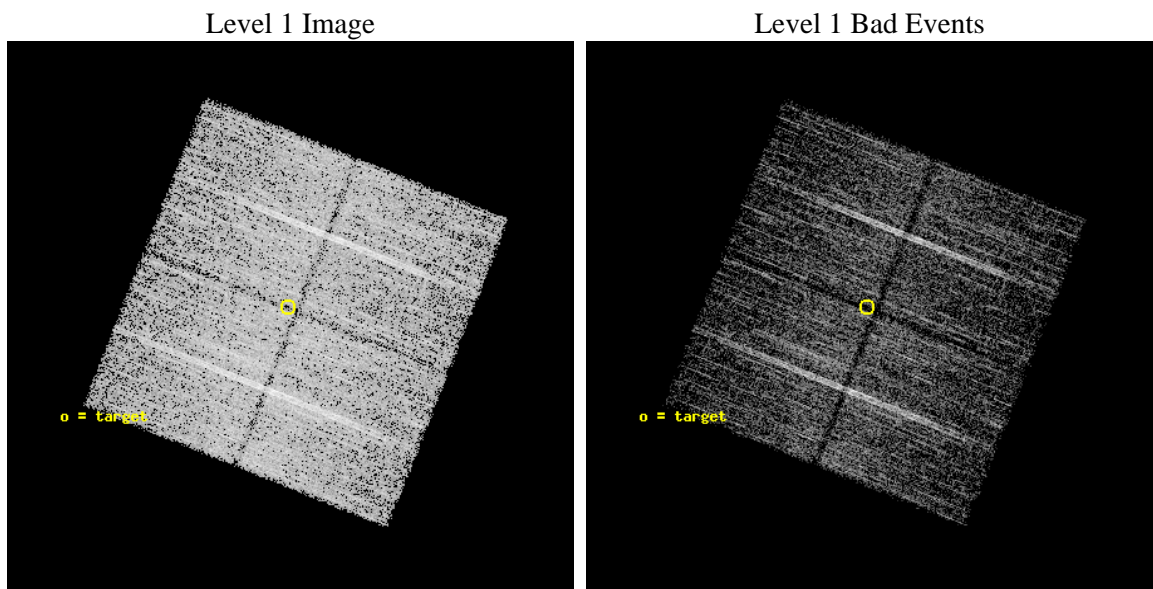 Level 1 Image
Level 1 Bad Events
o = target
o = target